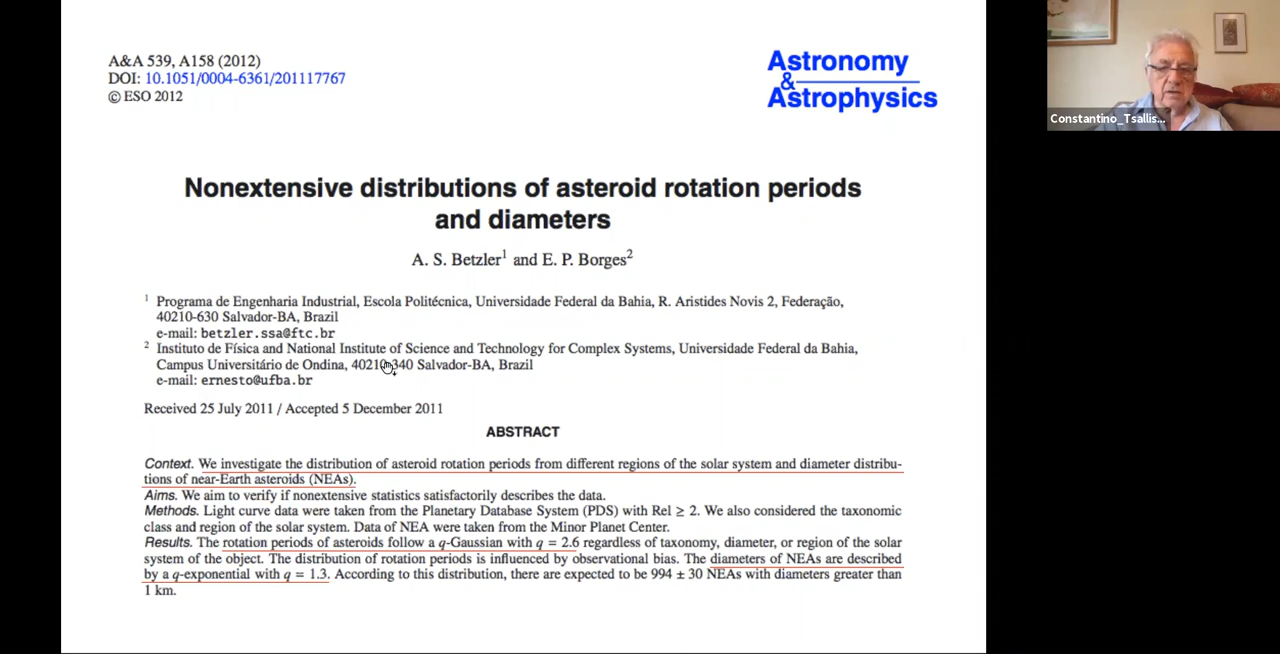 A&A 539, A158 (2012)
DOI: 10.1051/0004-6361/201117767
© ESO 2012
Astronomy
&
Astrophysics
Constantino_Tsallis...
Nonextensive distributions of asteroid rotation periods
and diameters
A. S. Betzler1 and E. P. Borges2
1 Programa de Engenharia Industrial, Escola Politécnica, Universidade Federal da Bahia, R. Aristides Novis 2, Federação,
40210-630 Salvador-BA, Brazil
e-mail: betzler.ssa@ftc.br
2 Instituto de Física and National Institute of Science and Technology for Complex Systems, Universidade Federal da Bahia,
Campus Universitário de Ondina, 40210-340 Salvador-BA, Brazil
e-mail: ernesto@ufba.br
Received 25 July 2011 / Accepted 5 December 2011
ABSTRACT
Context. We investigate the distribution of asteroid rotation periods from different regions of the solar system and diameter distribu-
tions of near-Earth asteroids (NEAs).
Aims. We aim to verify if nonextensive statistics satisfactorily describes the data.
Methods. Light curve data were taken from the Planetary Database System (PDS) with Rel ≥ 2. We also considered the taxonomic
class and region of the solar system. Data of NEA were taken from the Minor Planet Center.
Results. The rotation periods of asteroids follow a q-Gaussian with q = 2.6 regardless of taxonomy, diameter, or region of the solar
system of the object. The distribution of rotation periods is influenced by observational bias. The diameters of NEAs are described
by a q-exponential with q = 1.3. According to this distribution, there are expected to be 994 ± 30 NEAs with diameters greater than
1 km.